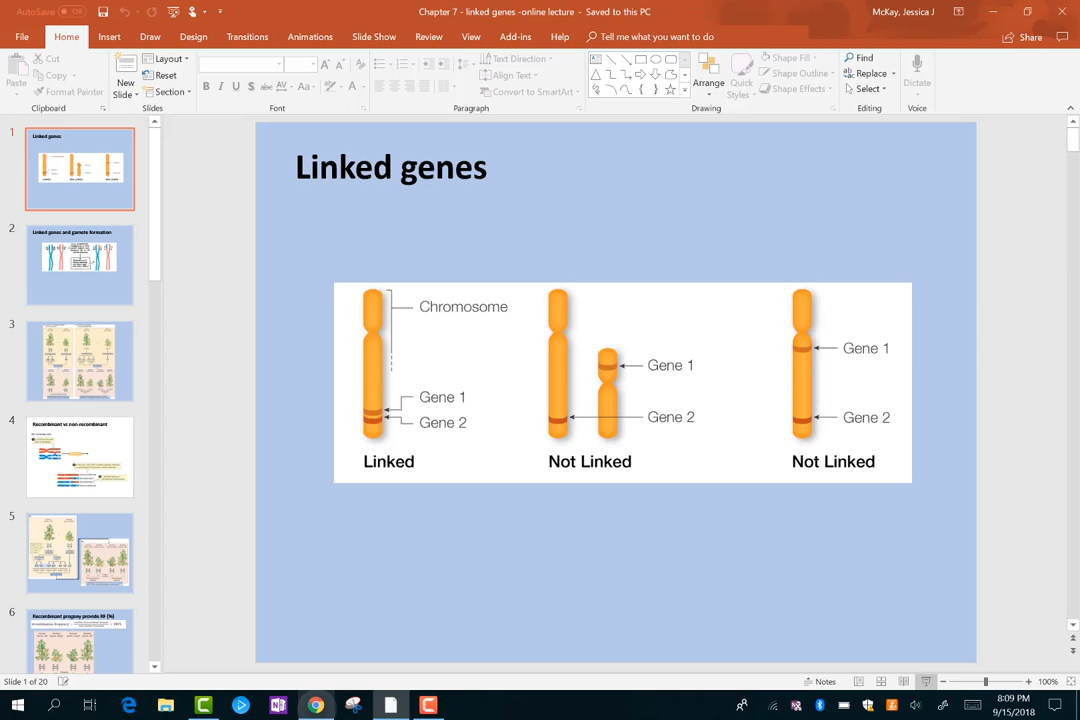 AutoSave Off
Chapter 7 - linked genes -online lecture - Saved to this PC
McKay, Jessica J
File Home Insert Draw Design Transitions Animations Slide Show Review View Add-ins Help Tell me what you want to do Share
Paste
Cut
Copy
Format Painter
Clipboard
New Slide
Layout
Reset
Section
Slides
B I U S abc AV Aa A
Font
Text Direction
Align Text
Convert to SmartArt
Paragraph
Arrange
Quick Styles
Shape Fill
Shape Outline
Shape Effects
Drawing
Find
Replace
Select
Editing
Dictate
Voice
1
Linked genes
2
Linked genes and gamete formation
3
4
Recombinant vs non-recombinant
5
6
Recombinant progeny provide RF (%)
Linked genes
Chromosome
Gene 1
Gene 2
Linked
Gene 1
Gene 2
Not Linked
Gene 1
Gene 2
Not Linked
Slide 1 of 20
Notes
100%
8:09 PM
9/15/2018